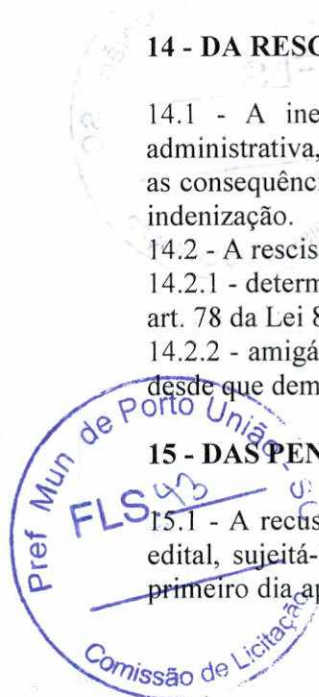 14 - DA RESC
14.1 - A ine
administrativa,
as consequênci
indenização.
14.2 - A rescis
14.2.1 - determ
art. 78 da Lei 8
14.2.2 - amigá
desde que dem
15 - DAS PEN
15.1 - A recus
edital, sujeitá-
primeiro dia ap
Pref Mun de Porto União - SC
FLS 43
Comissão de Licitação